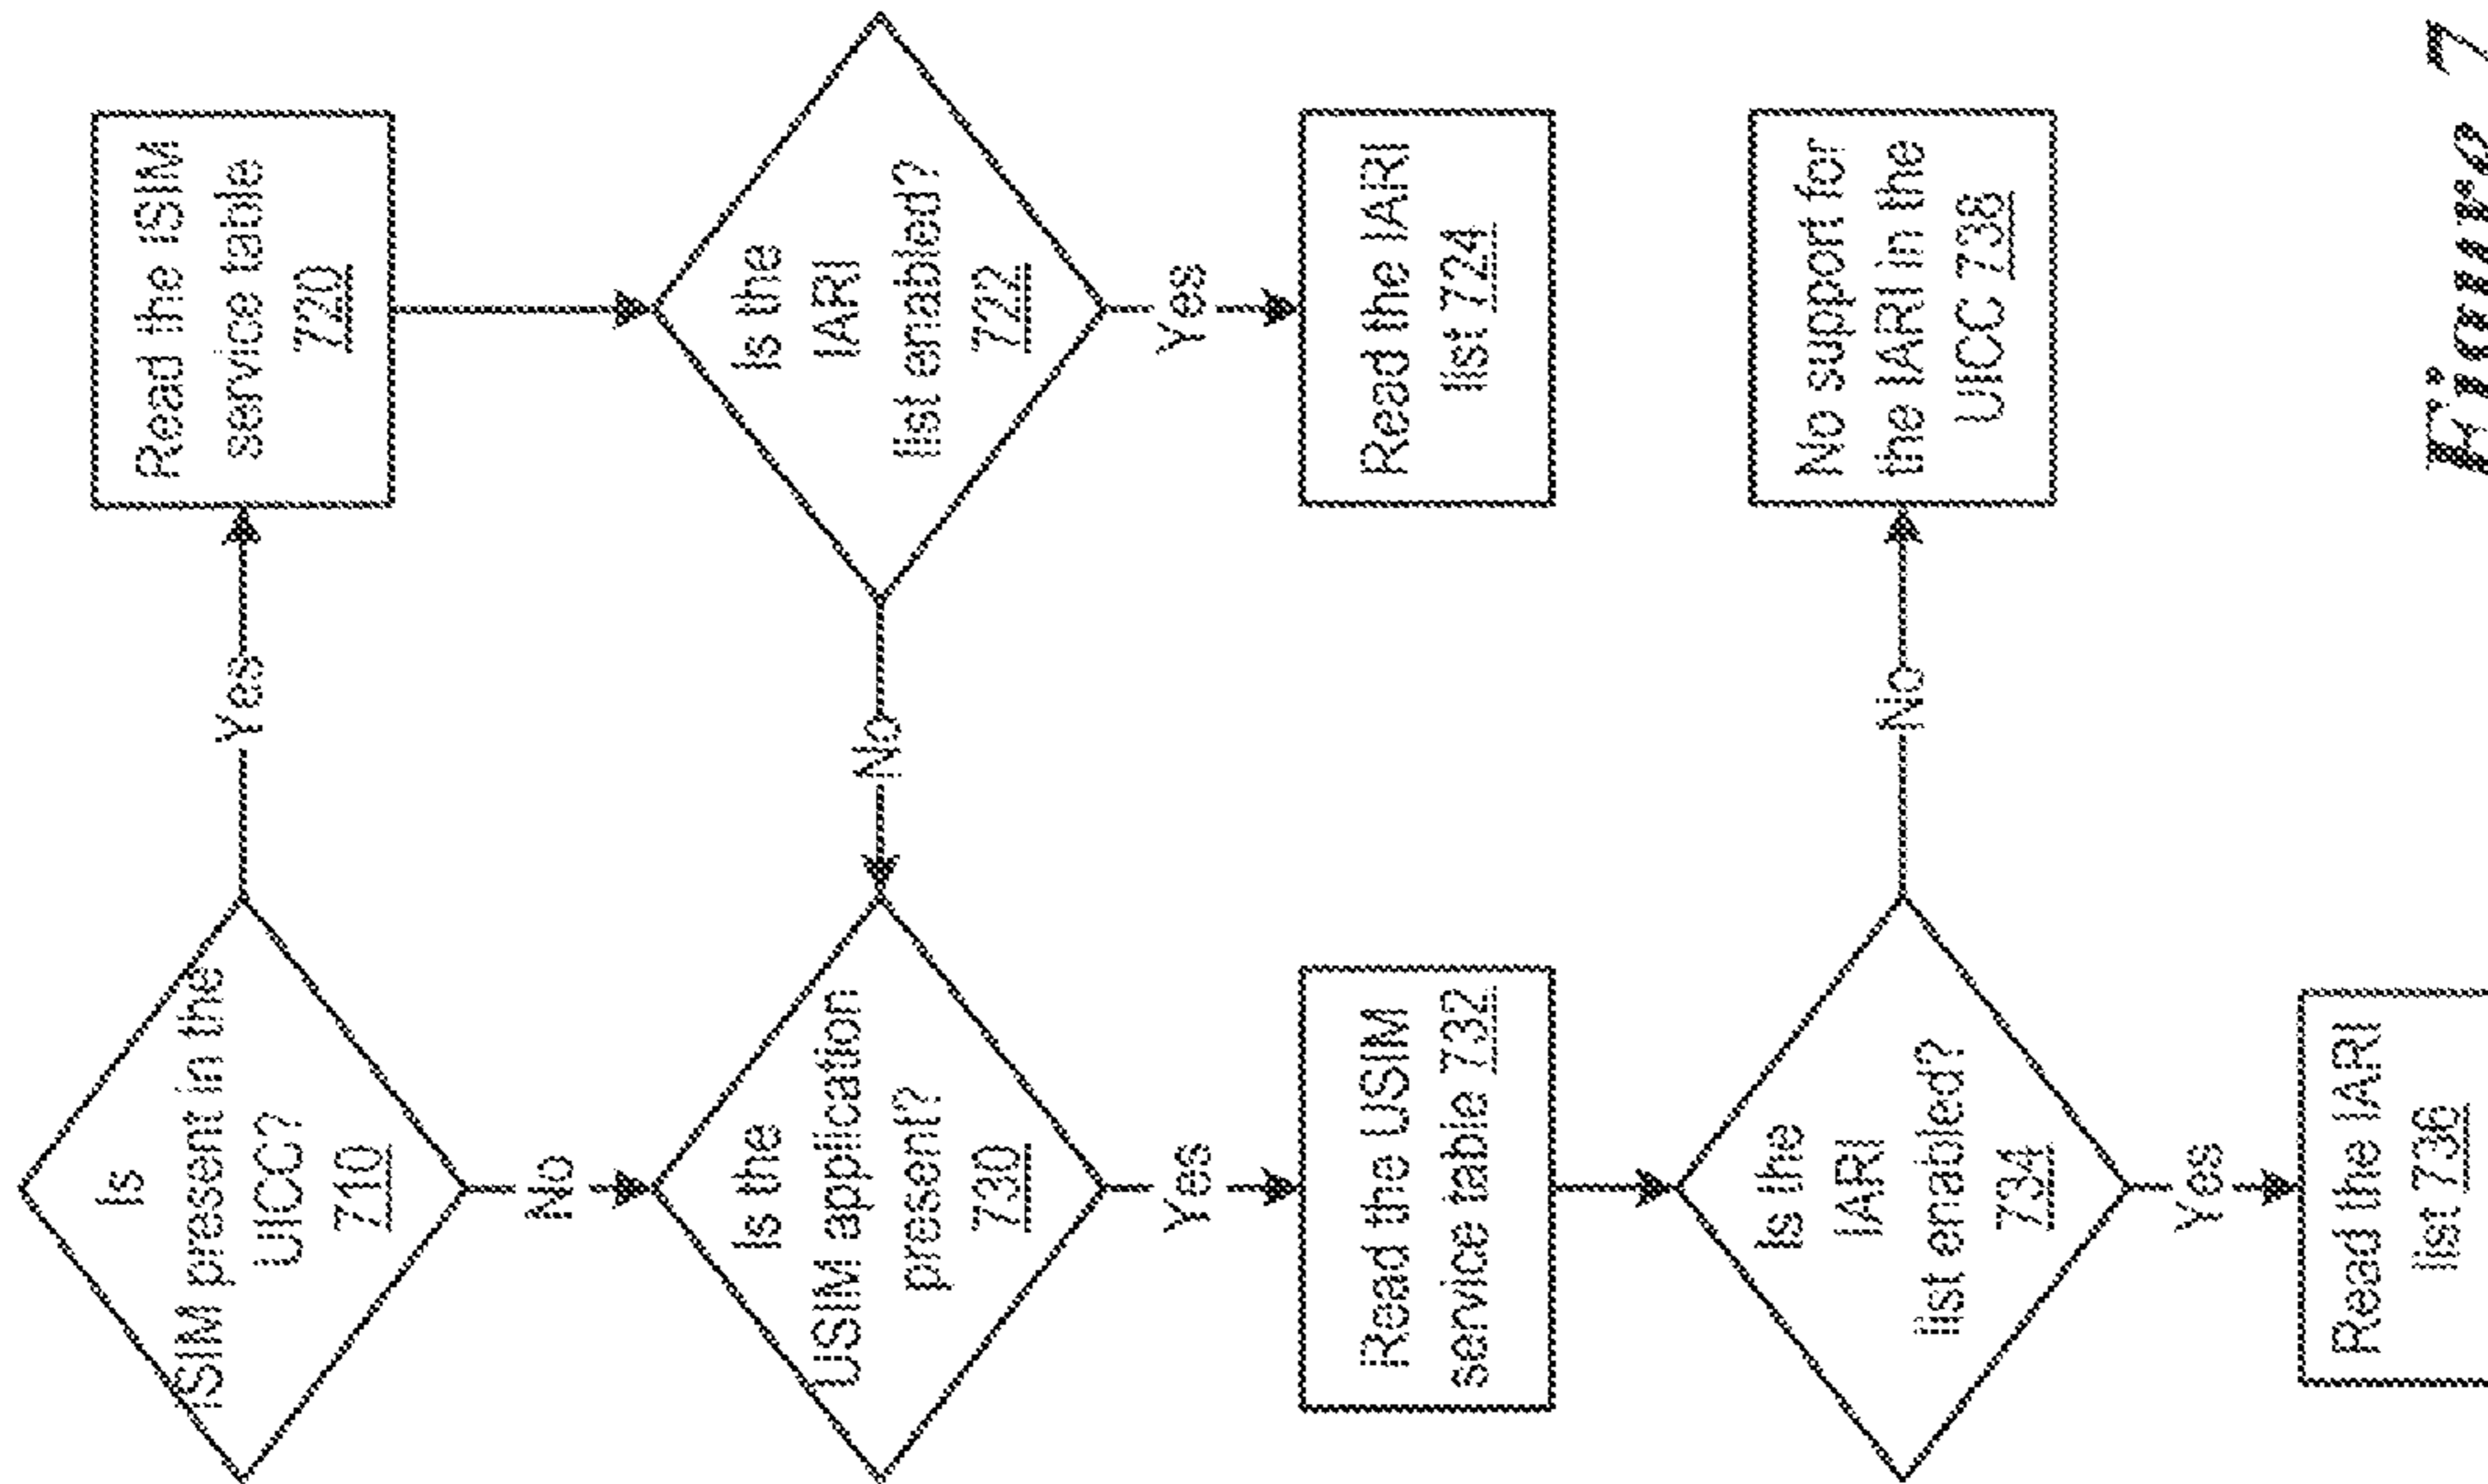 Is
ISIM present in the
UICC?
710
Yes
Read the ISIM
service table
720
No
Is the
IARI
list enabled?
722
No
Yes
Is the
USIM application
present?
730
Read the IARI
list 724
Yes
Read the USIM
service table 732
Is the
IARI
list enabled?
734
No
No support for
the IARI in the
UICC 738
Yes
Read the IARI
list 736
Figure 7